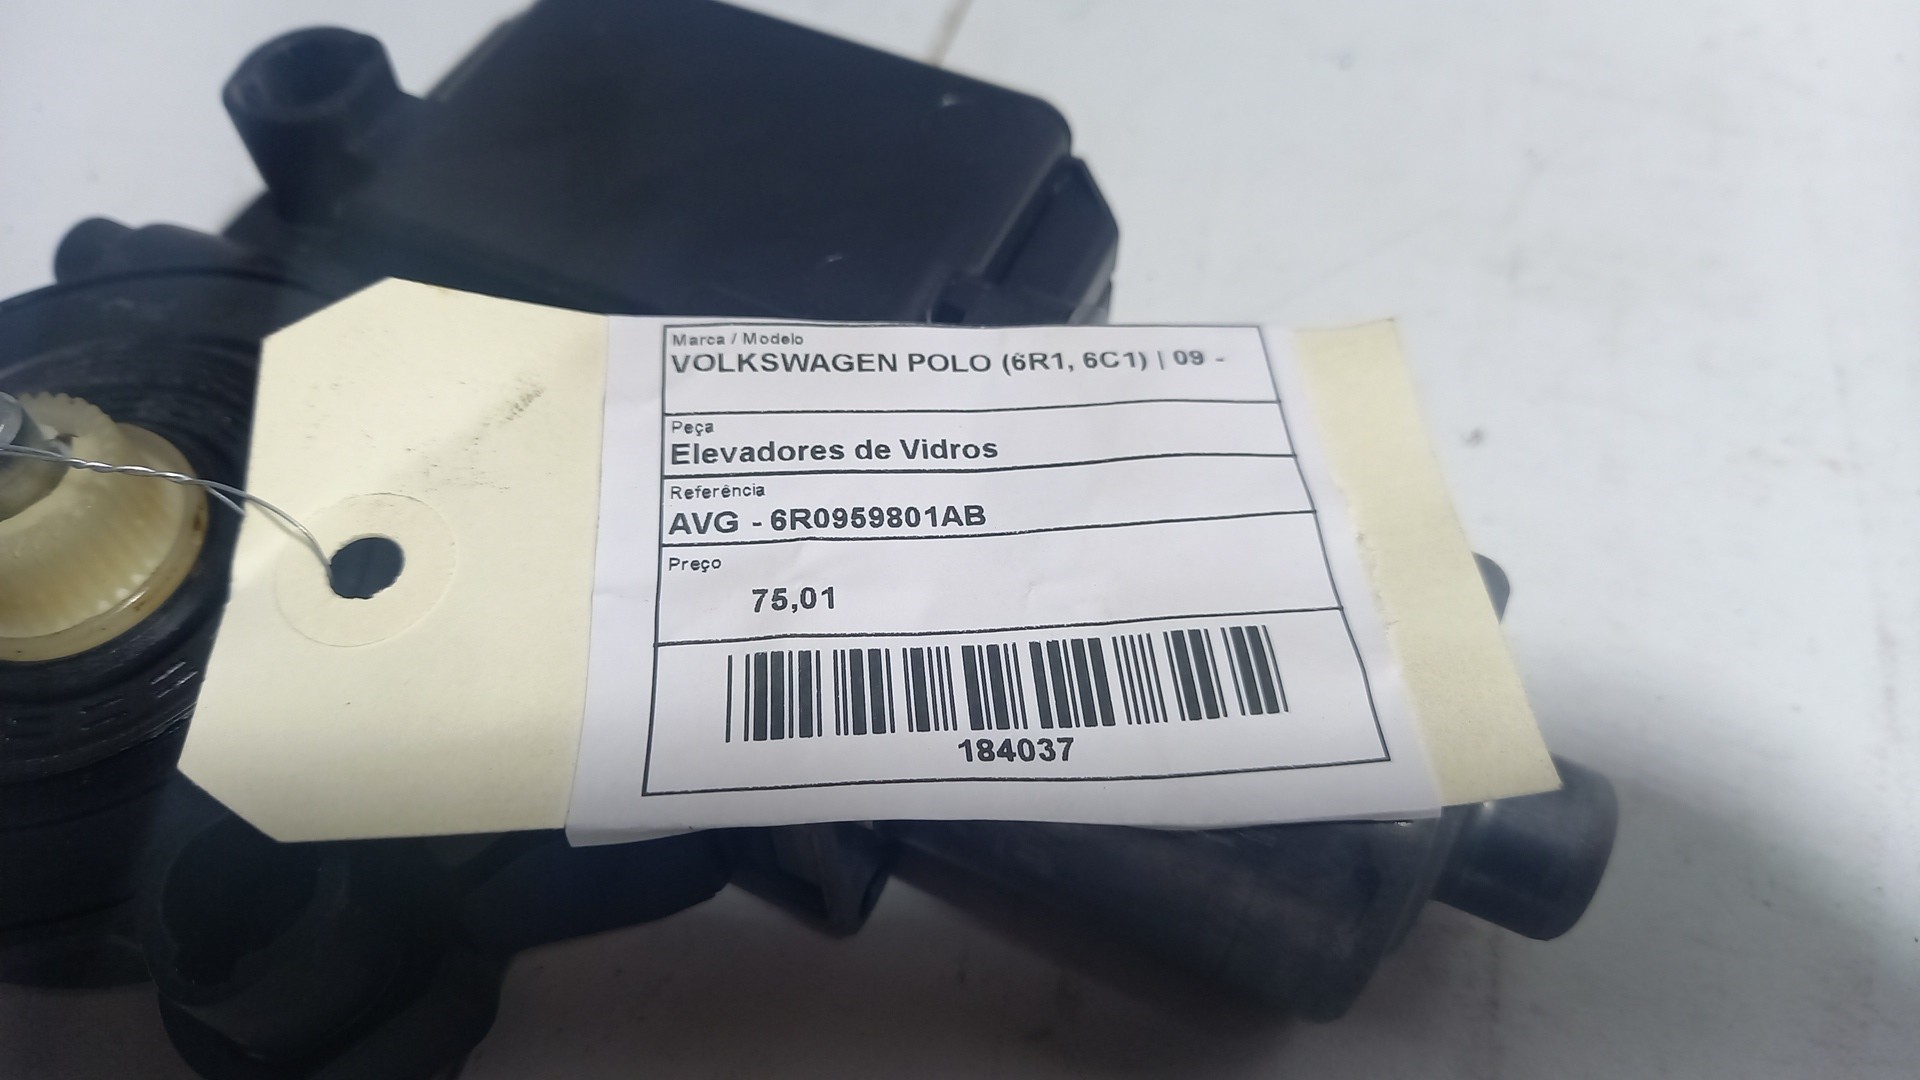 Marca / Modelo
VOLKSWAGEN POLO (6R1, 6C1) | 09 -
Peça
Elevadores de Vidros
Referência
AVG - 6R0959801AB
Preço
75,01
184037